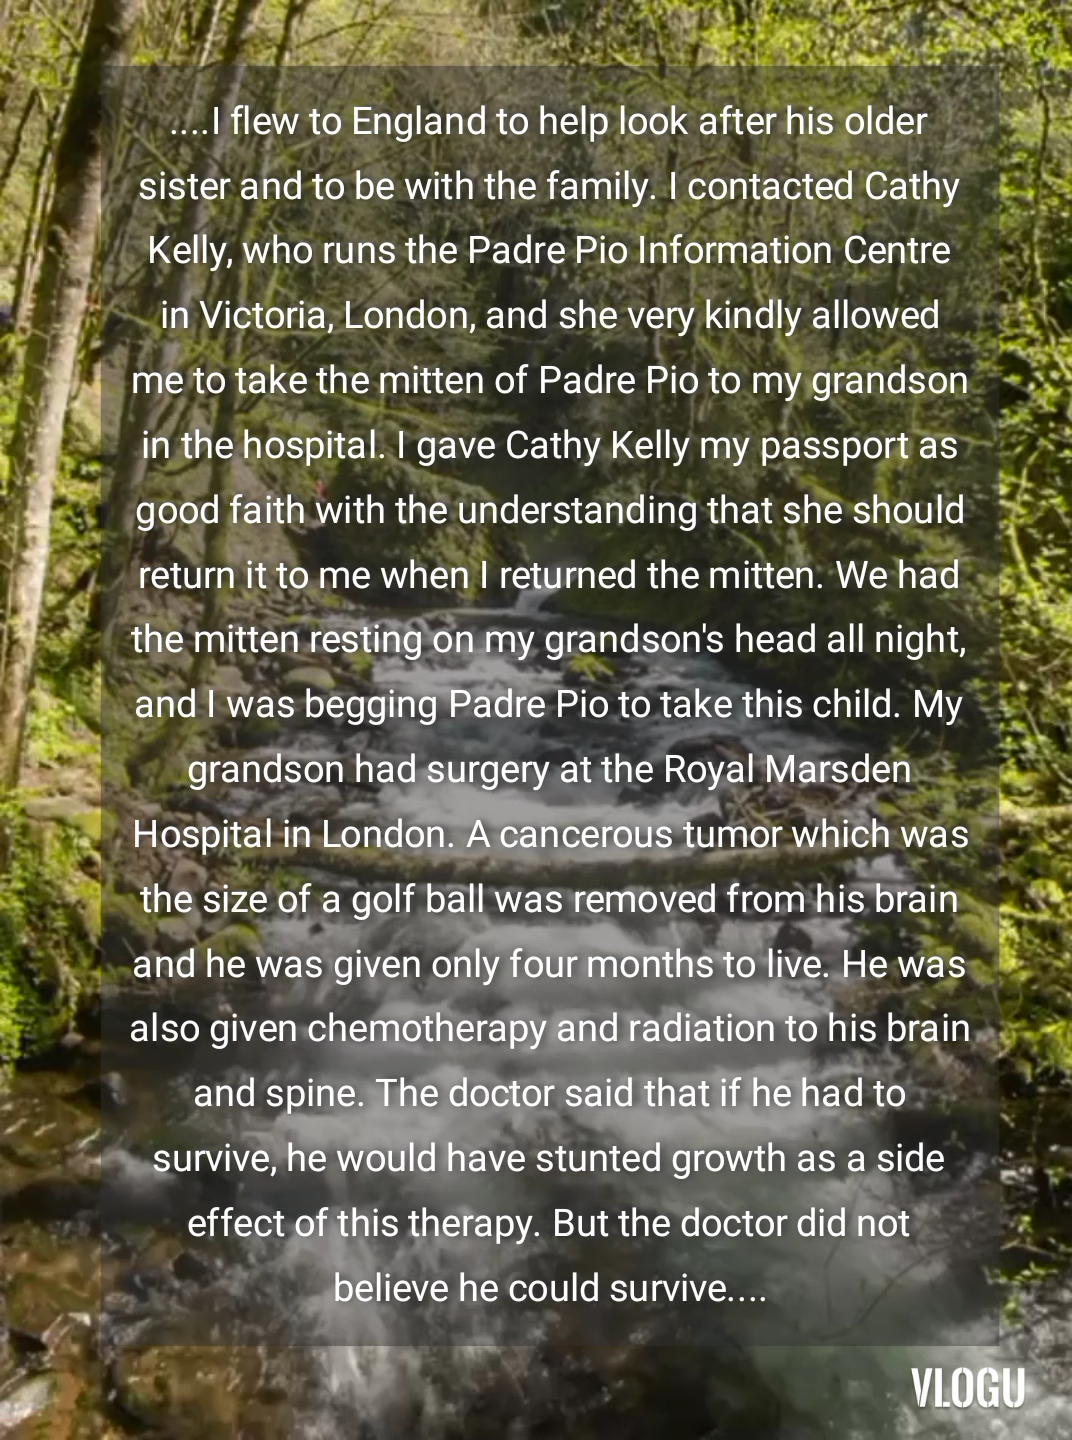 ....I flew to England to help look after his older
sister and to be with the family. I contacted Cathy
Kelly, who runs the Padre Pio Information Centre
in Victoria, London, and she very kindly allowed
me to take the mitten of Padre Pio to my grandson
in the hospital. I gave Cathy Kelly my passport as
good faith with the understanding that she should
return it to me when I returned the mitten. We had
the mitten resting on my grandson's head all night,
and I was begging Padre Pio to take this child. My
grandson had surgery at the Royal Marsden
Hospital in London. A cancerous tumor which was
the size of a golf ball was removed from his brain
and he was given only four months to live. He was
also given chemotherapy and radiation to his brain
and spine. The doctor said that if he had to
survive, he would have stunted growth as a side
effect of this therapy. But the doctor did not
believe he could survive....
VLOGU